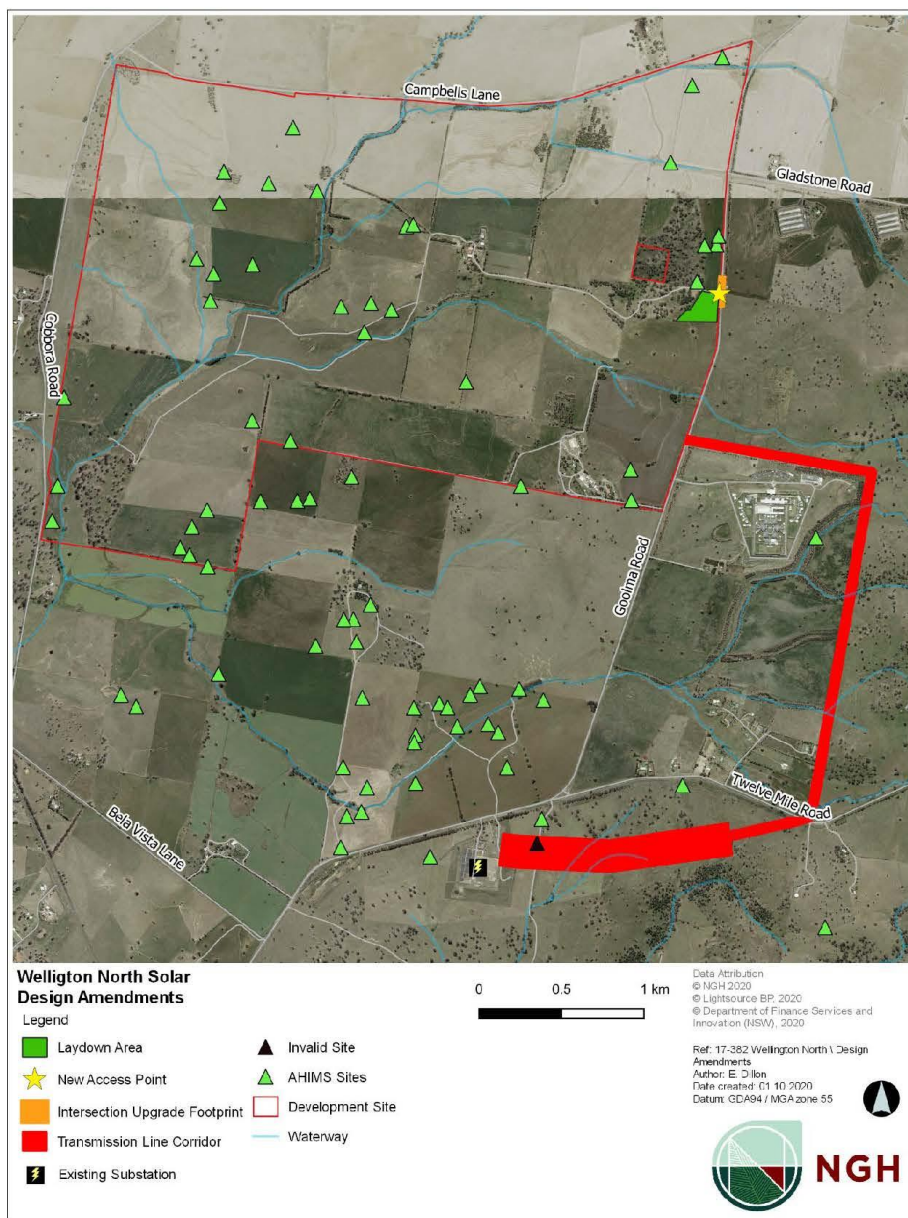 Campbells Lane
Gladstone Road
Cobbora Road
Goolma Road
Twelve Mile Road
Bela Vista Lane
Welligton North Solar
Design Amendments
Legend
Laydown Area
New Access Point
Intersection Upgrade Footprint
Transmission Line Corridor
Existing Substation
Invalid Site
AHIMS Sites
Development Site
Waterway
0 0.5 1 km
Data Attribution
© NGH 2020
© Lightsource BP, 2020
© Department of Finance Services and
Innovation (NSW), 2020
Ref: 17-382 Wellington North \ Design
Amendments
Author: E. Dillon
Date created: 01.10.2020
Datum: GDA94 / MGA zone 55
NGH